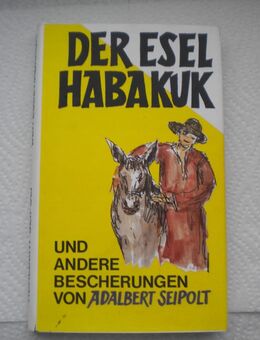 DER ESEL
HABAKUK
UND
ANDERE
BESCHERUNGEN
VON ADALBERT SEIPOLT